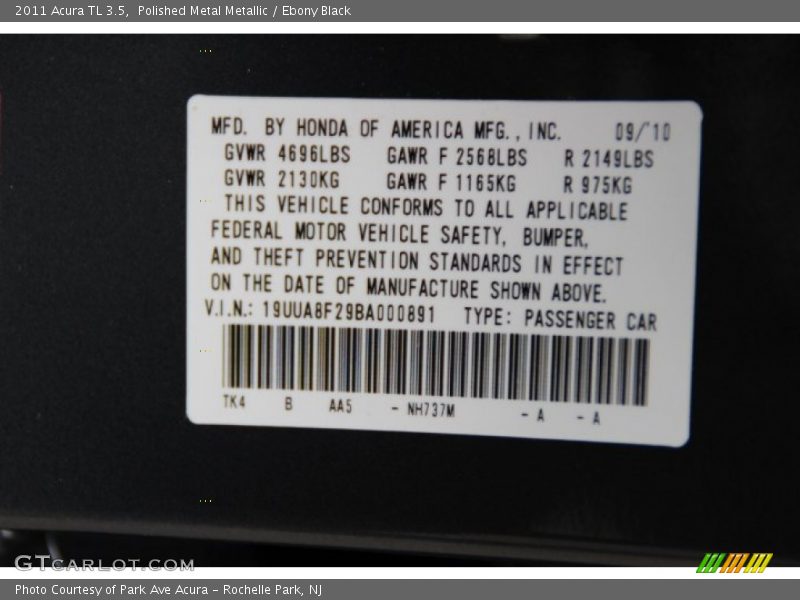 2011 Acura TL 3.5,  Polished Metal Metallic / Ebony Black
MFD. BY HONDA OF AMERICA MFG., INC. 09/'10
GVWR 4696LBS GAWR F 2568LBS R 2149LBS
GVWR 2130KG GAWR F 1165KG R 975KG
THIS VEHICLE CONFORMS TO ALL APPLICABLE
FEDERAL MOTOR VEHICLE SAFETY, BUMPER,
AND THEFT PREVENTION STANDARDS IN EFFECT
ON THE DATE OF MANUFACTURE SHOWN ABOVE.
V.I.N.: 19UUA8F29BA000891 TYPE: PASSENGER CAR
TK4 B AA5 - NH737M - A - A
GTCARLOT.COM
Photo Courtesy of Park Ave Acura - Rochelle Park, NJ